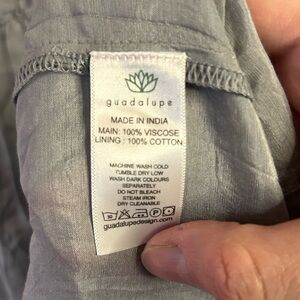 guadalupe
MADE IN INDIA
MAIN: 100% VISCOSE
LINING : 100% COTTON
MACHINE WASH COLD
TUMBLE DRY LOW
WASH DARK COLOURS
SEPARATELY
DO NOT BLEACH
STEAM IRON
DRY CLEANABLE
guadalupedesign.com